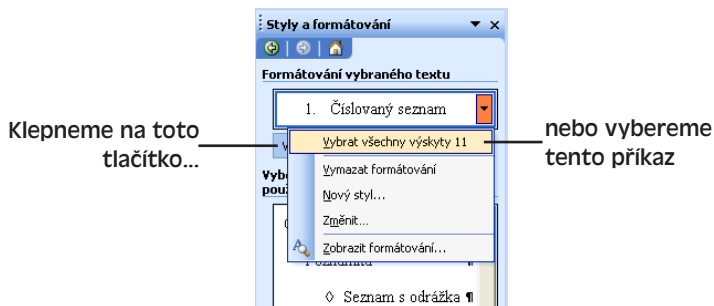 Styly a formátování
Formátování vybraného textu
1. Číslovaný seznam
Klepneme na toto
tlačítko...
Vybrat všechny výskyty 11
nebo vybereme
tento příkaz
Vymazat formátování
Nový styl...
Změnit...
Zobrazit formátování...
◊ Seznam s odrážka ¶